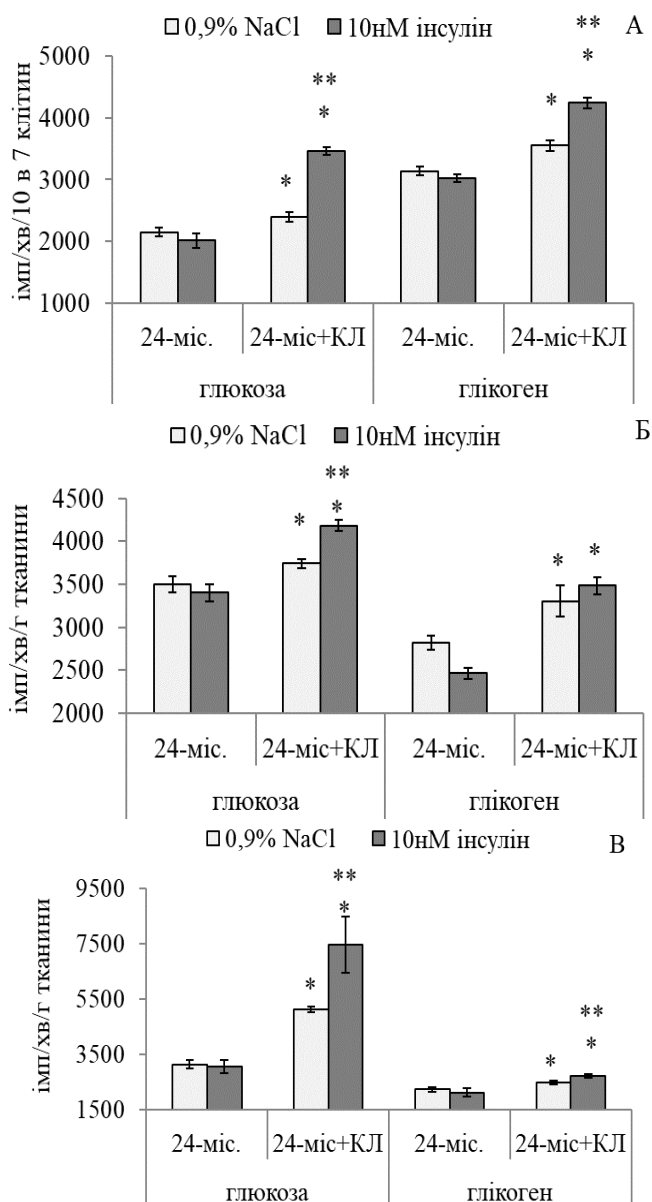 0,9% NaCl 10нМ інсулін А
** 
*
**
*
*
*
5000
4000
3000
2000
1000
імп/хв/10 в 7 клітин
24-міс. 24-міс+КЛ 24-міс. 24-міс+КЛ
глюкоза глікоген
0,9% NaCl 10нМ інсулін Б
**
*
*
*
*
4500
4000
3500
3000
2500
2000
імп/хв/г тканини
24-міс. 24-міс+КЛ 24-міс. 24-міс+КЛ
глюкоза глікоген
0,9% NaCl 10нМ інсулін В
**
*
*
**
*
*
9500
7500
5500
3500
1500
імп/хв/г тканини
24-міс. 24-міс+КЛ 24-міс. 24-міс+КЛ
глюкоза глікоген